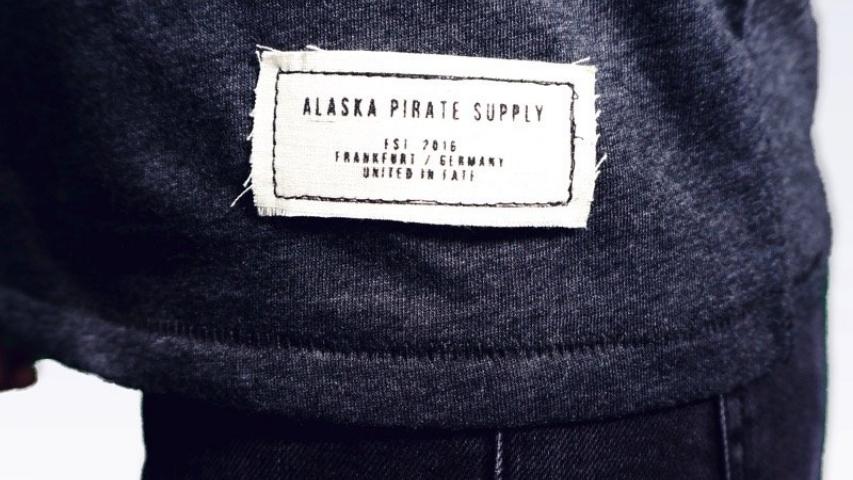 ALASKA PIRATE SUPPLY
EST 2016
FRANKFURT / GERMANY
UNITED IN FATE